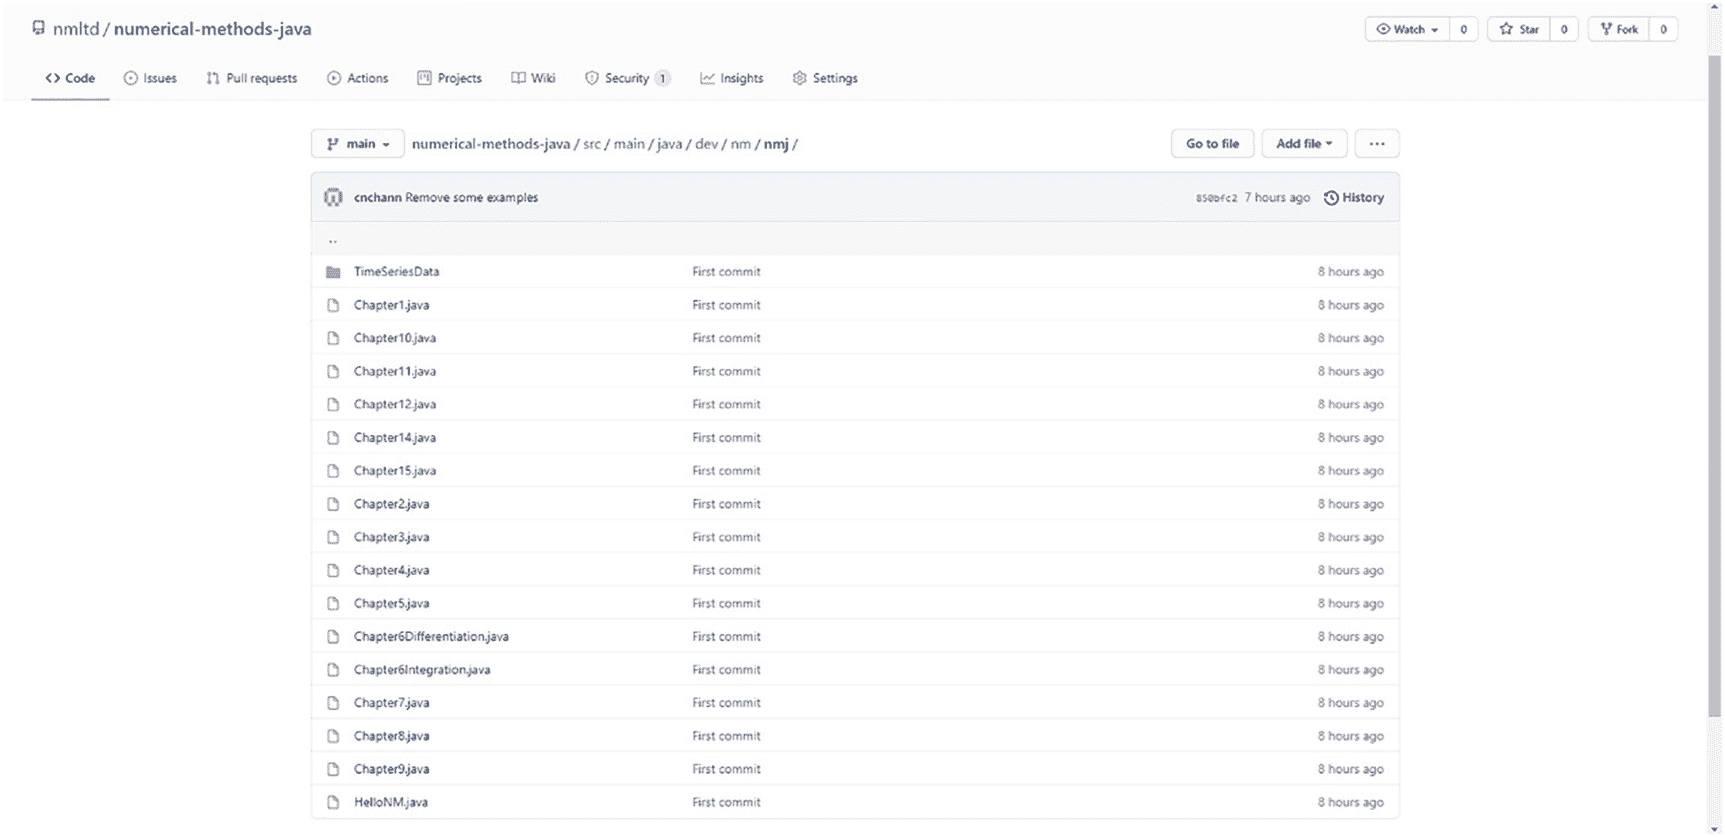 nmltd / numerical-methods-java Watch 0 Star 0 Fork 0
Code Issues Pull requests Actions Projects Wiki Security 1 Insights Settings
main numerical-methods-java / src / main / java / dev / nm / nmj / Go to file Add file ...
cnchann Remove some examples 850bfc2 7 hours ago History
..
TimeSeriesData First commit 8 hours ago
Chapter1.java First commit 8 hours ago
Chapter10.java First commit 8 hours ago
Chapter11.java First commit 8 hours ago
Chapter12.java First commit 8 hours ago
Chapter14.java First commit 8 hours ago
Chapter15.java First commit 8 hours ago
Chapter2.java First commit 8 hours ago
Chapter3.java First commit 8 hours ago
Chapter4.java First commit 8 hours ago
Chapter5.java First commit 8 hours ago
Chapter6Differentiation.java First commit 8 hours ago
Chapter6Integration.java First commit 8 hours ago
Chapter7.java First commit 8 hours ago
Chapter8.java First commit 8 hours ago
Chapter9.java First commit 8 hours ago
HelloNM.java First commit 8 hours ago